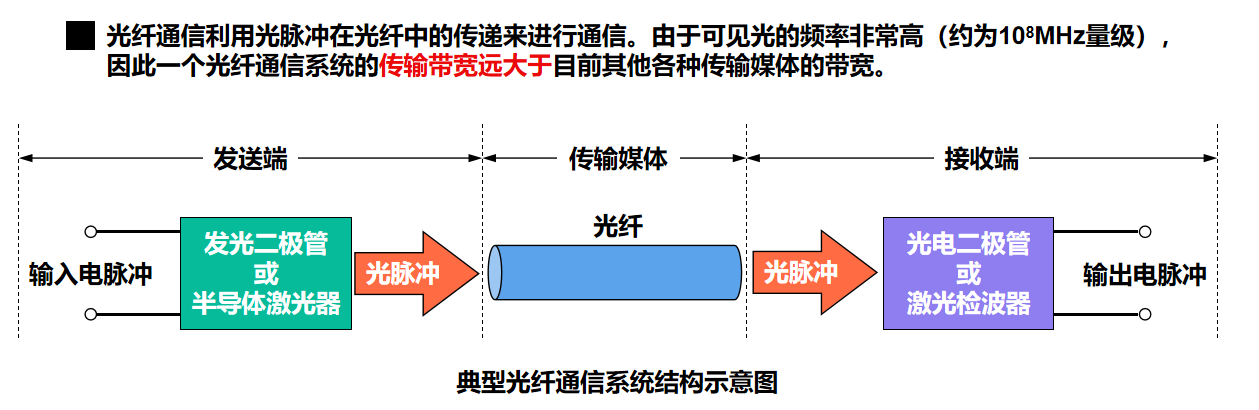 光纤通信利用光脉冲在光纤中的传递来进行通信。由于可见光的频率非常高（约为10⁸MHz量级），
因此一个光纤通信系统的传输带宽远大于目前其他各种传输媒体的带宽。
发送端
传输媒体
接收端
输入电脉冲
发光二极管
或
半导体激光器
光脉冲
光纤
光脉冲
光电二极管
或
激光检波器
输出电脉冲
典型光纤通信系统结构示意图